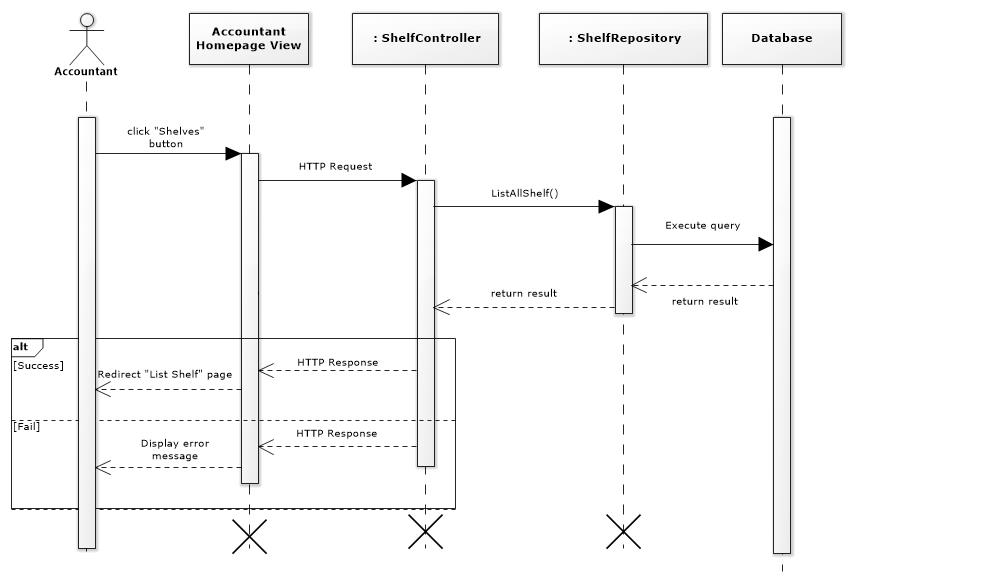 Accountant
Accountant
Homepage View
: ShelfController
: ShelfRepository
Database
click "Shelves"
button
HTTP Request
ListAllShelf()
Execute query
return result
return result
alt
[Success]
HTTP Response
Redirect "List Shelf" page
[Fail]
HTTP Response
Display error
message